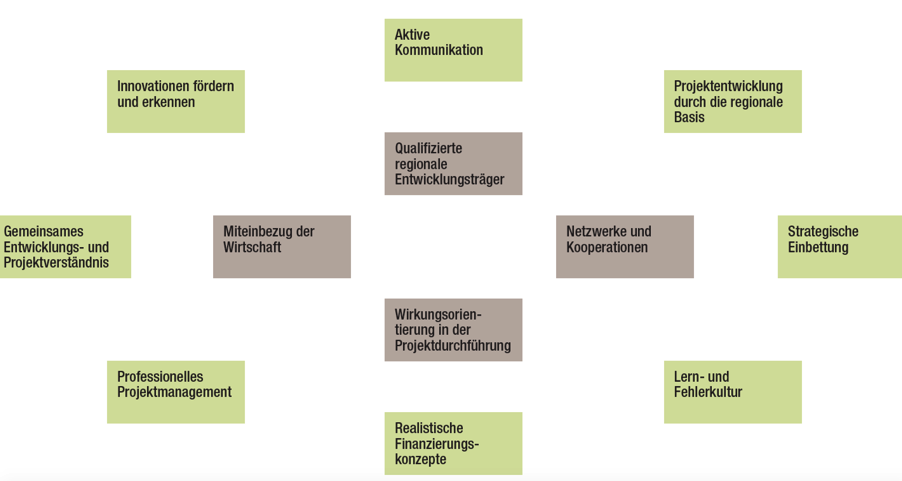 Aktive
Kommunikation
Innovationen fördern
und erkennen
Projektentwicklung
durch die regionale
Basis
Qualifizierte
regionale
Entwicklungsträger
Gemeinsames
Entwicklungs- und
Projektverständnis
Miteinbezug der
Wirtschaft
Netzwerke und
Kooperationen
Strategische
Einbettung
Wirkungsorien-
tierung in der
Projektdurchführung
Professionelles
Projektmanagement
Lern- und
Fehlerkultur
Realistische
Finanzierungs-
konzepte